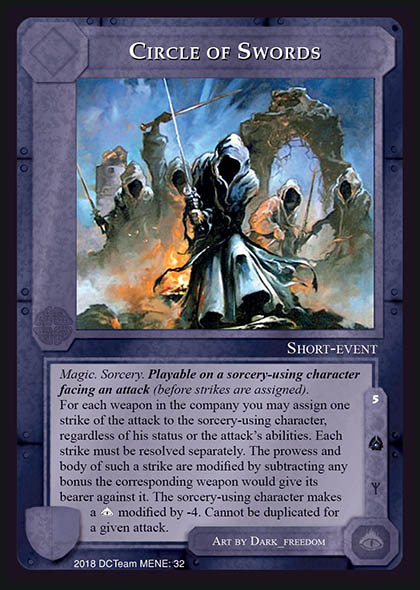 Circle of Swords
Short-event
Magic. Sorcery. Playable on a sorcery-using character
facing an attack (before strikes are assigned).
For each weapon in the company you may assign one
strike of the attack to the sorcery-using character,
regardless of his status or the attack's abilities. Each
strike must be resolved separately. The prowess and
body of such a strike are modified by subtracting any
bonus the corresponding weapon would give its
bearer against it. The sorcery-using character makes
a modified by -4. Cannot be duplicated for
a given attack.
5
Art by Dark_freedom
2018 DCTeam MENE: 32